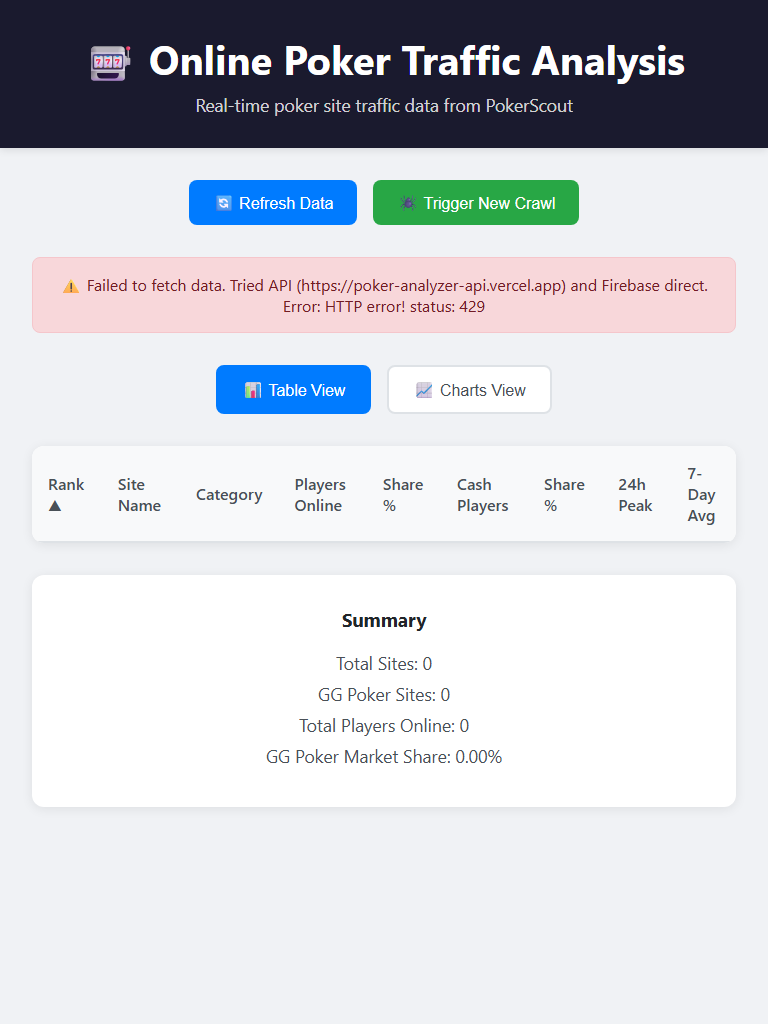 🎰 Online Poker Traffic Analysis
Real-time poker site traffic data from PokerScout
🔄 Refresh Data
🕷️ Trigger New Crawl
⚠️ Failed to fetch data. Tried API (https://poker-analyzer-api.vercel.app) and Firebase direct.
Error: HTTP error! status: 429
📊 Table View
📈 Charts View
Rank ▲
Site Name
Category
Players Online
Share %
Cash Players
Share %
24h Peak
7-Day Avg
Summary
Total Sites: 0
GG Poker Sites: 0
Total Players Online: 0
GG Poker Market Share: 0.00%